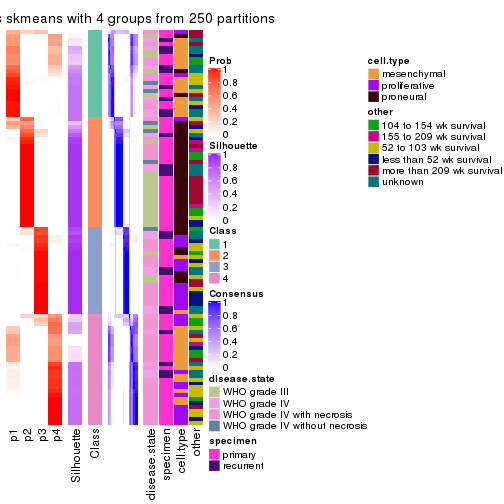 s skmeans with 4 groups from 250 partitions
Prob
1
0.8
0.6
0.4
0.2
0
Silhouette
1
0.8
0.6
0.4
0.2
0
Class
1
2
3
4
Consensus
1
0.8
0.6
0.4
0.2
0
disease.state
WHO grade III
WHO grade IV
WHO grade IV with necrosis
WHO grade IV without necrosis
specimen
primary
recurrent
cell.type
mesenchymal
proliferative
proneural
other
104 to 154 wk survival
155 to 209 wk survival
52 to 103 wk survival
less than 52 wk survival
more than 209 wk survival
unknown
p1
p2
p3
p4
Silhouette
Class
disease.state
specimen
cell.type
other